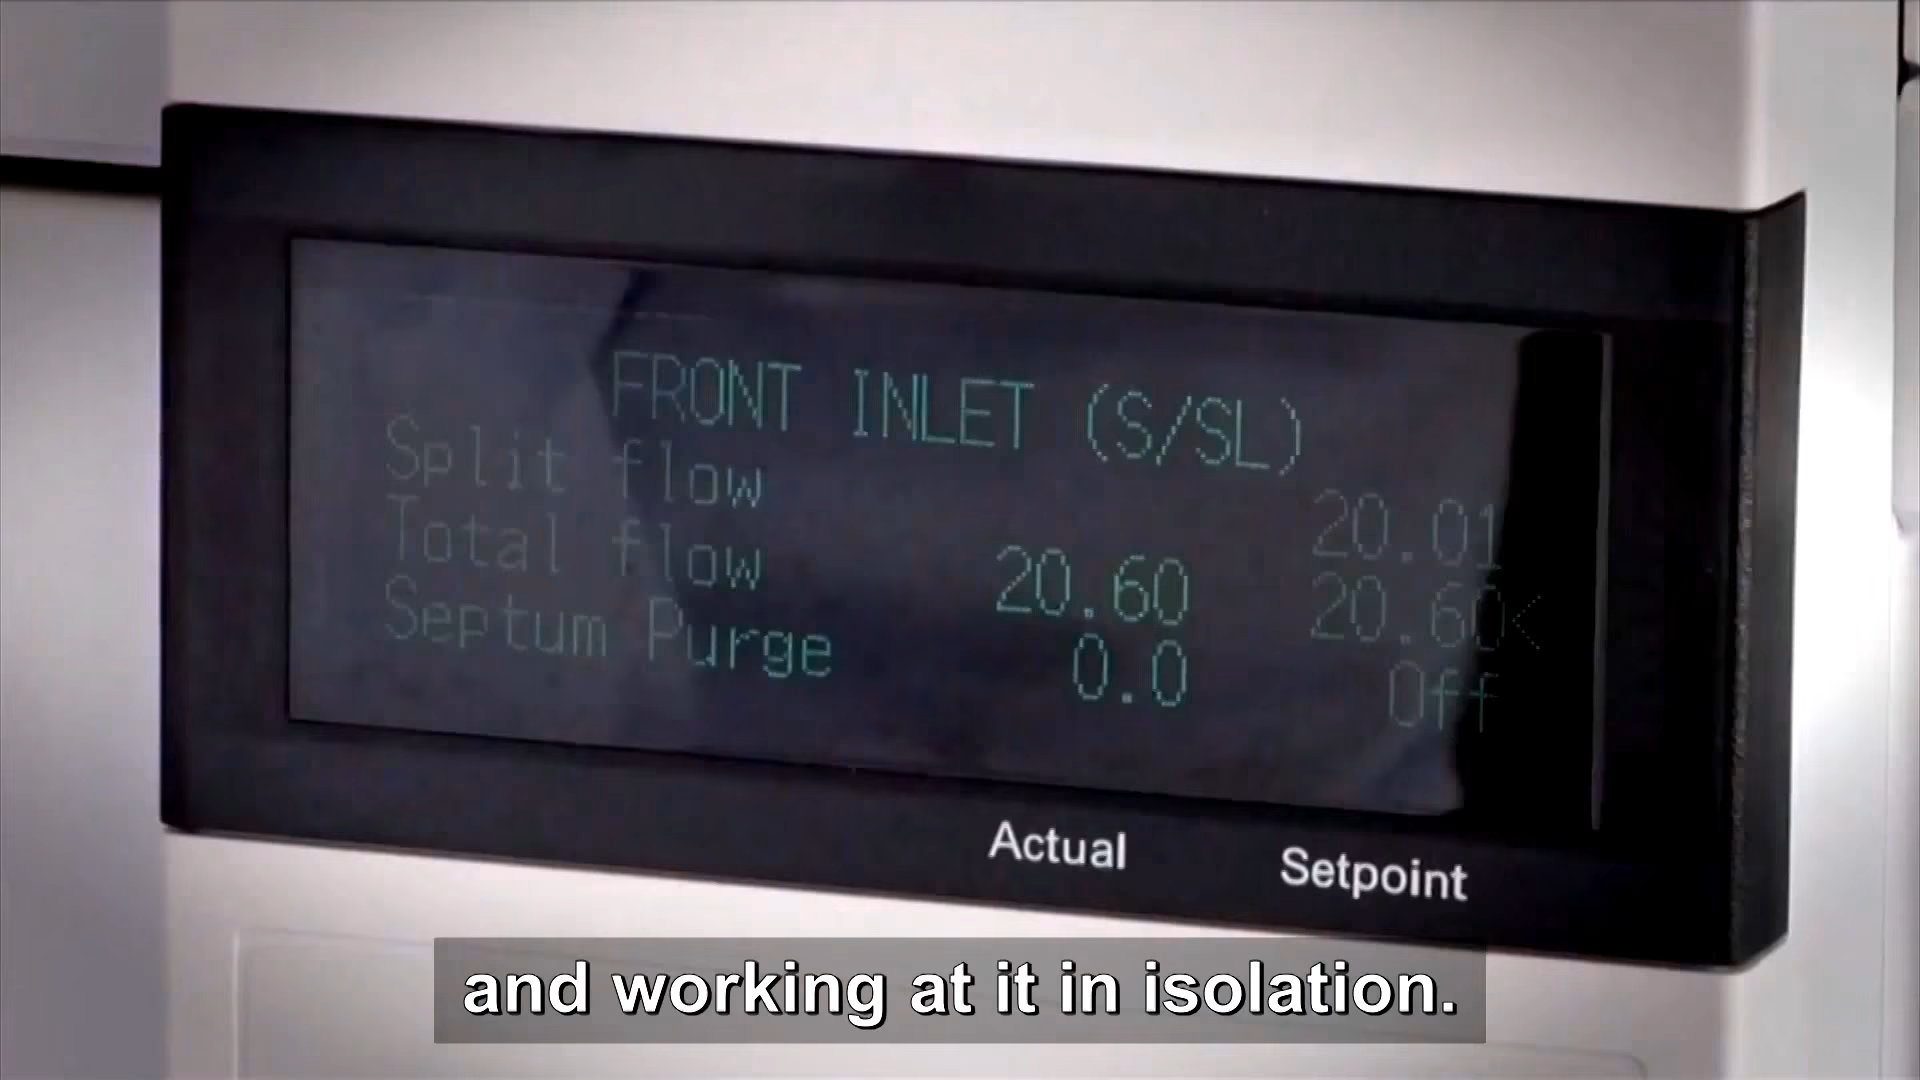 FRONT INLET (S/SL)
Split flow 20.01
Total flow 20.60 20.60<
Septum Purge 0.0 Off
Actual Setpoint
and working at it in isolation.